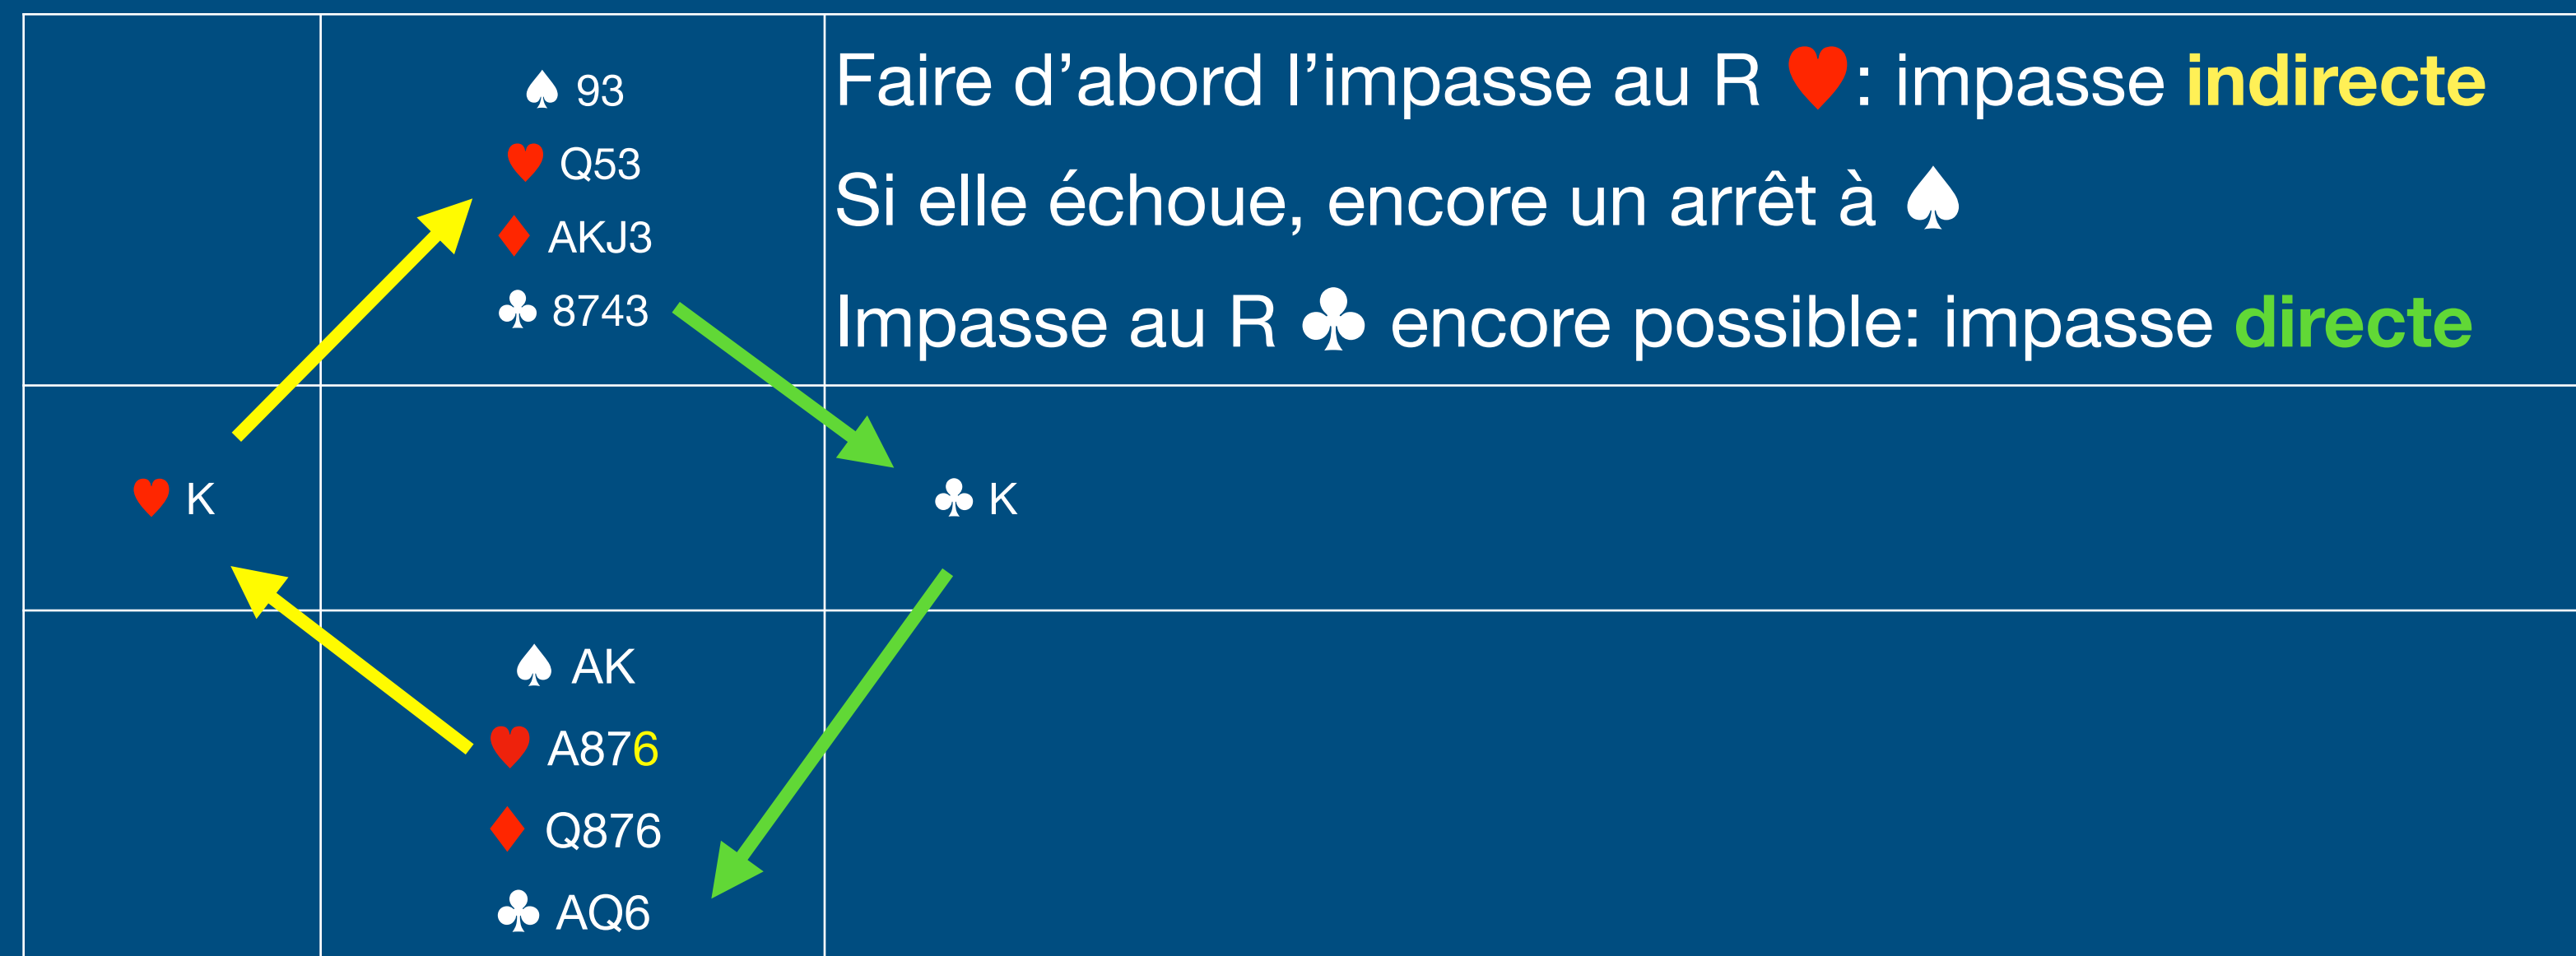 ♠ 93
♥ Q53
♦ AKJ3
♣ 8743
Faire d’abord l’impasse au R ♥: impasse indirecte
Si elle échoue, encore un arrêt à ♠
Impasse au R ♣ encore possible: impasse directe
♥ K
♣ K
♠ AK
♥ A876
♦ Q876
♣ AQ6